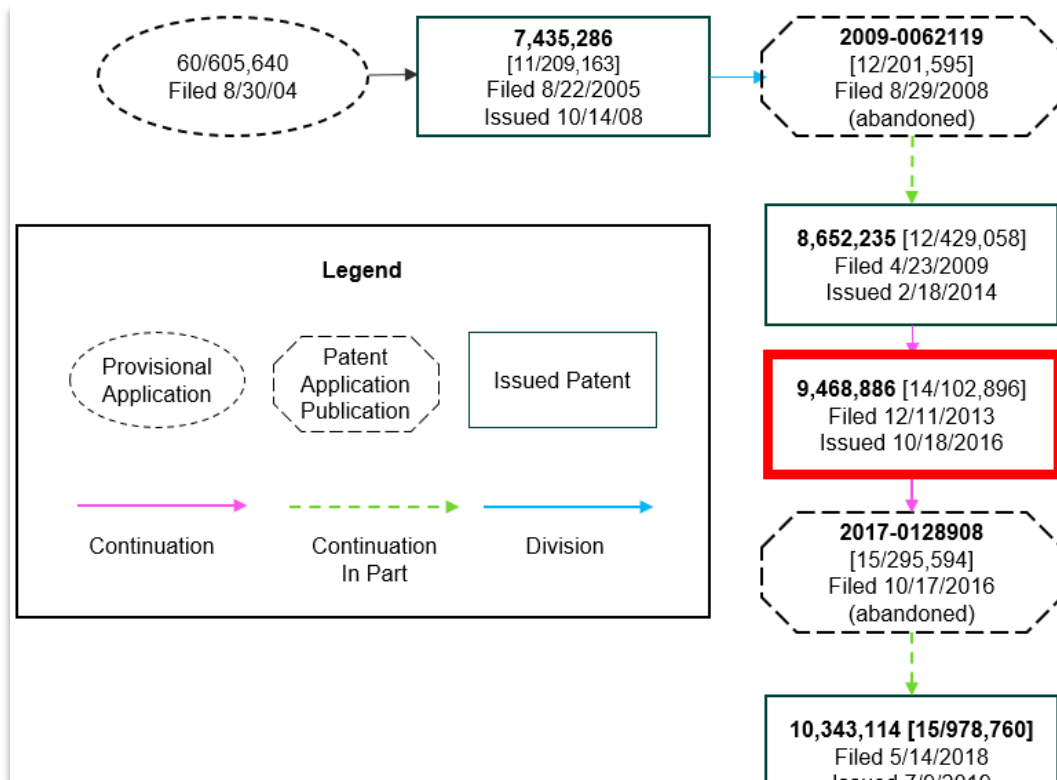 60/605,640
Filed 8/30/04
7,435,286
[11/209,163]
Filed 8/22/2005
Issued 10/14/08
2009-0062119
[12/201,595]
Filed 8/29/2008
(abandoned)
8,652,235 [12/429,058]
Filed 4/23/2009
Issued 2/18/2014
Legend
Provisional
Application
Patent
Application
Publication
Issued Patent
Continuation
Continuation
In Part
Division
9,468,886 [14/102,896]
Filed 12/11/2013
Issued 10/18/2016
2017-0128908
[15/295,594]
Filed 10/17/2016
(abandoned)
10,343,114 [15/978,760]
Filed 5/14/2018